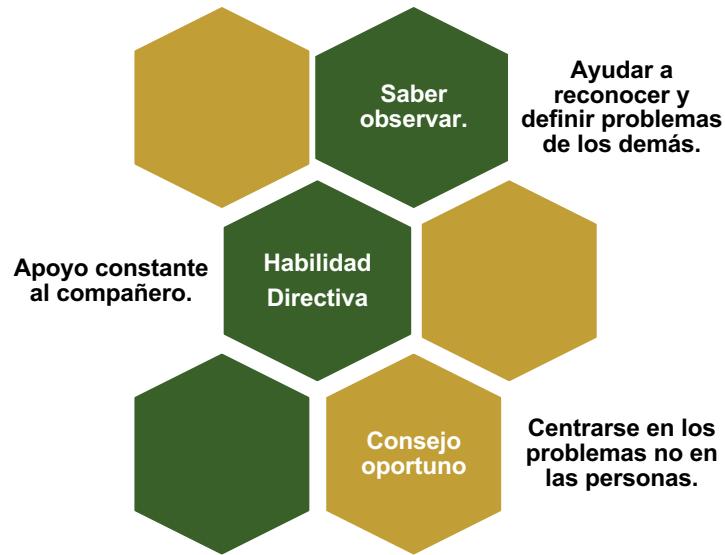 Saber
observar.
Ayudar a
reconocer y
definir problemas
de los demás.
Apoyo constante
al compañero.
Habilidad
Directiva
Consejo
oportuno
Centrarse en los
problemas no en
las personas.